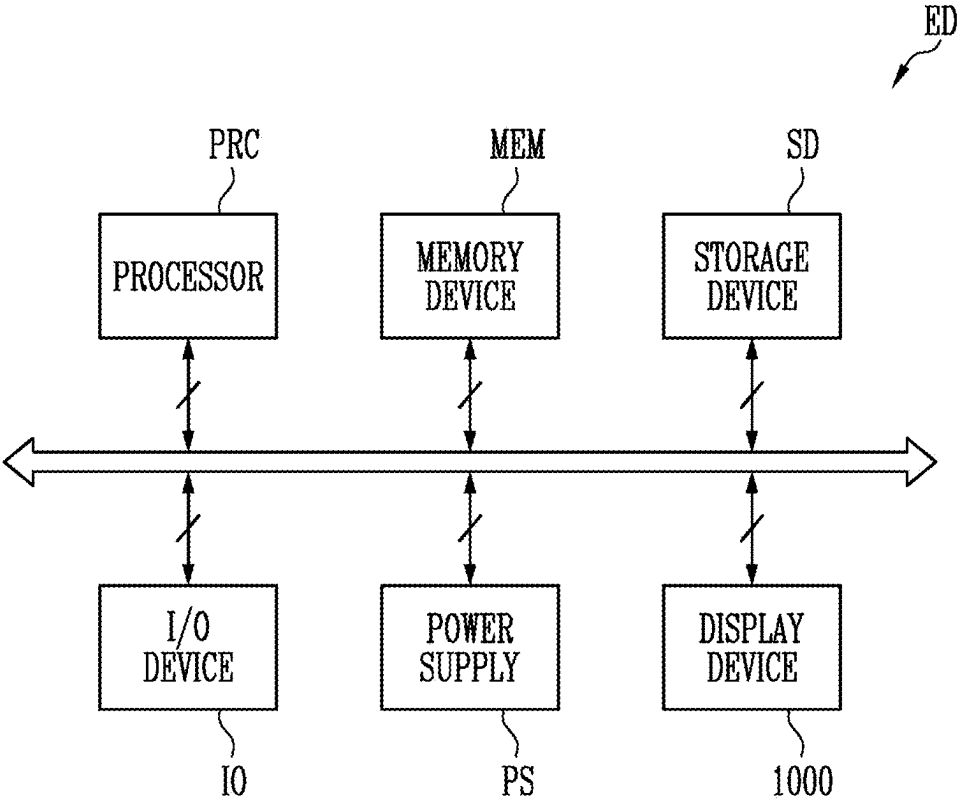 ED
PRC
MEM
SD
PROCESSOR
MEMORY
DEVICE
STORAGE
DEVICE
I/O
DEVICE
POWER
SUPPLY
DISPLAY
DEVICE
IO
PS
1000